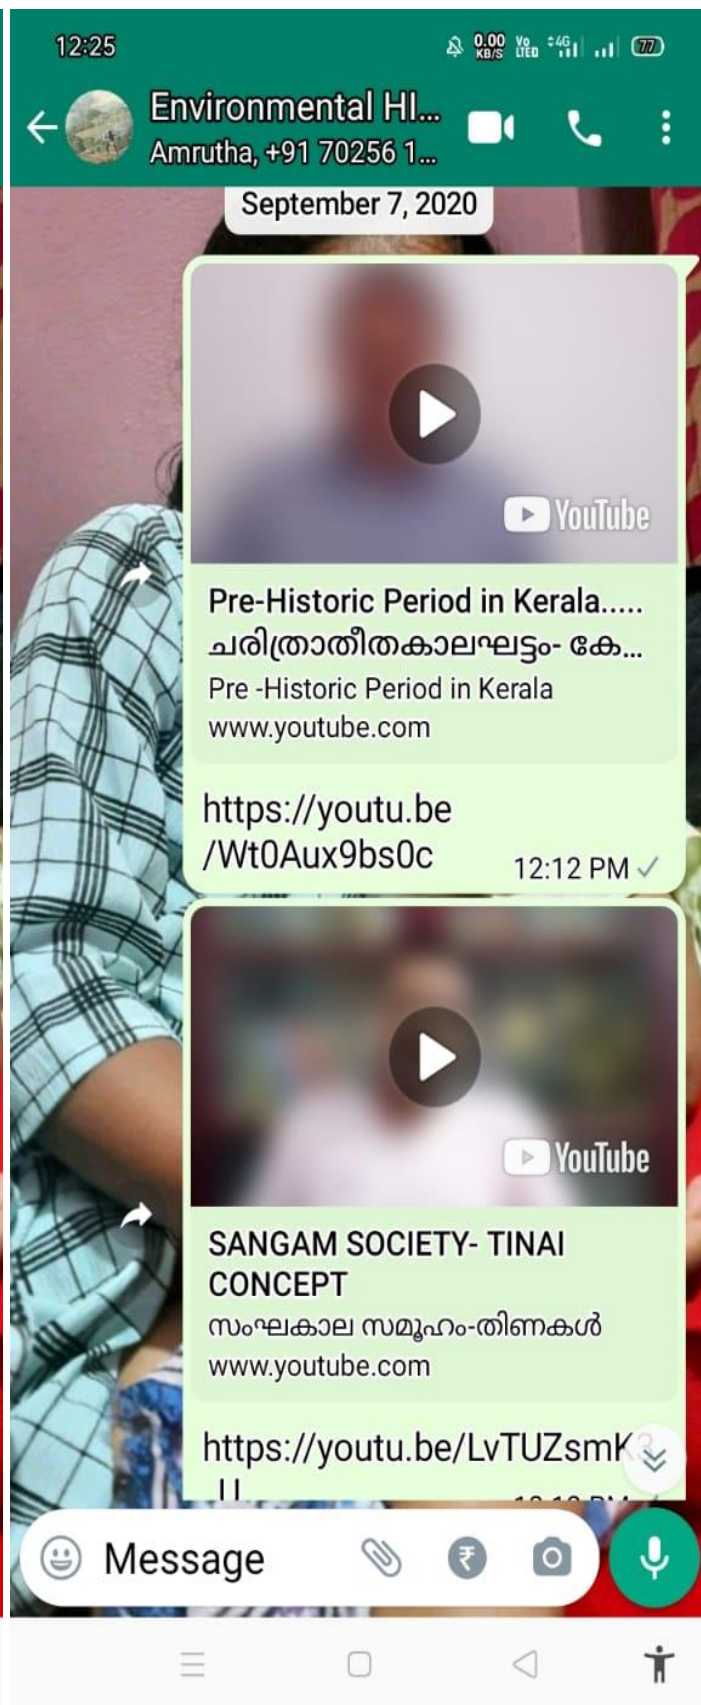 12:25 0.00 KB/S Vo LTED 4G 77
Environmental HI...
Amrutha, +91 70256 1...
September 7, 2020
YouTube
Pre-Historic Period in Kerala.....
ചരിത്രാതീതകാലഘട്ടം- കേ...
Pre -Historic Period in Kerala
www.youtube.com
https://youtu.be
/Wt0Aux9bs0c 12:12 PM
YouTube
SANGAM SOCIETY- TINAI
CONCEPT
സംഘകാല സമൂഹം-തിണകൾ
www.youtube.com
https://youtu.be/LvTUZsmK3
Message